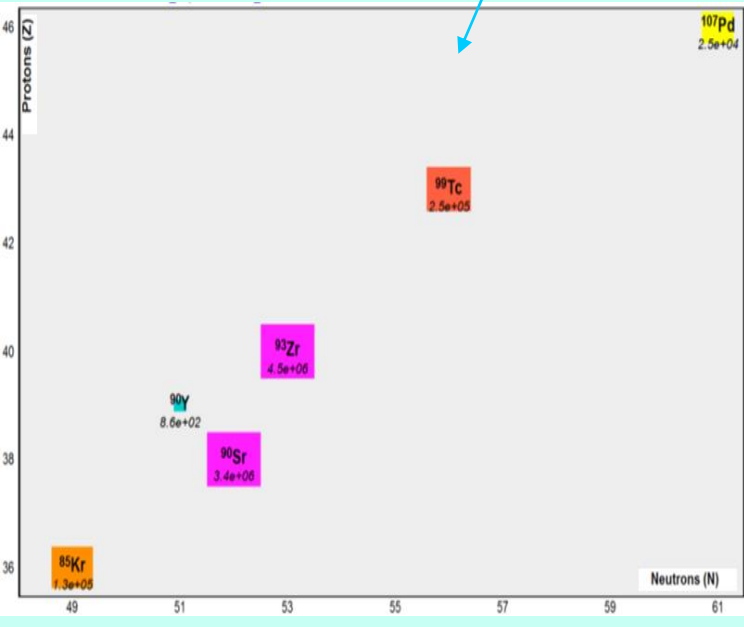 46
Protons (Z)
107Pd
2.5e+04
44
99Tc
2.5e+05
42
40
93Zr
4.5e+06
90Y
8.6e+02
38
90Sr
3.4e+06
36
85Kr
1.3e+05
Neutrons (N)
49 51 53 55 57 59 61